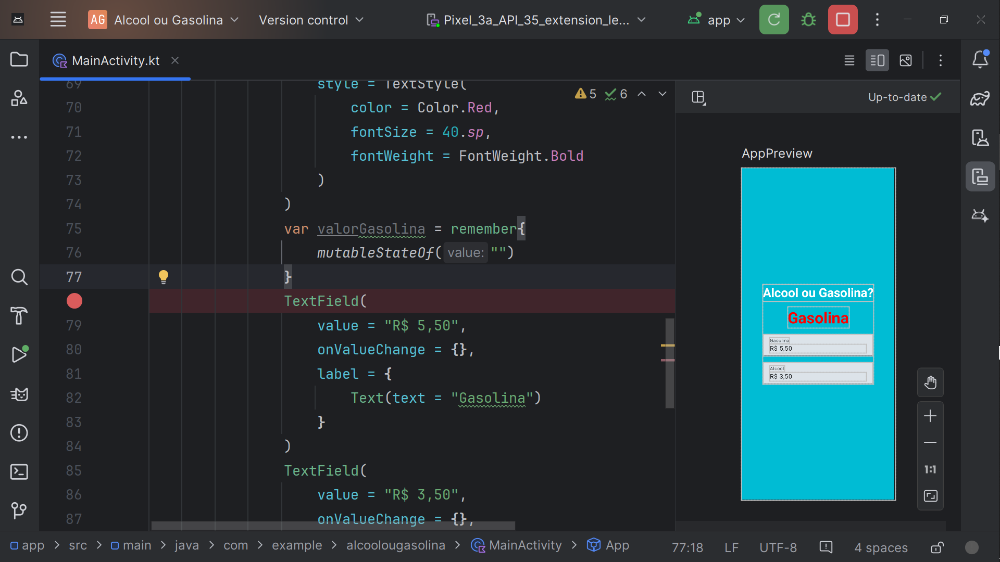 AG Alcool ou Gasolina Version control Pixel_3a_API_35_extension_le... app
MainActivity.kt
69 style = TextStyle(
5 6
Up-to-date
70 color = Color.Red,
71 fontSize = 40.sp,
72 fontWeight = FontWeight.Bold
73 )
74 )
75 var valorGasolina = remember{
76 mutableStateOf( value: "")
77 }
TextField(
79 value = "R$ 5,50",
80 onValueChange = {},
81 label = {
82 Text(text = "Gasolina")
83 }
84 )
85 TextField(
86 value = "R$ 3,50",
87 onValueChange = {},
AppPreview
Alcool ou Gasolina?
Gasolina
Gasolina
R$ 5,50
Alcool
R$ 3,50
1:1
app > src > main > java > com > example > alcoolougasolina > MainActivity > App 77:18 LF UTF-8 4 spaces